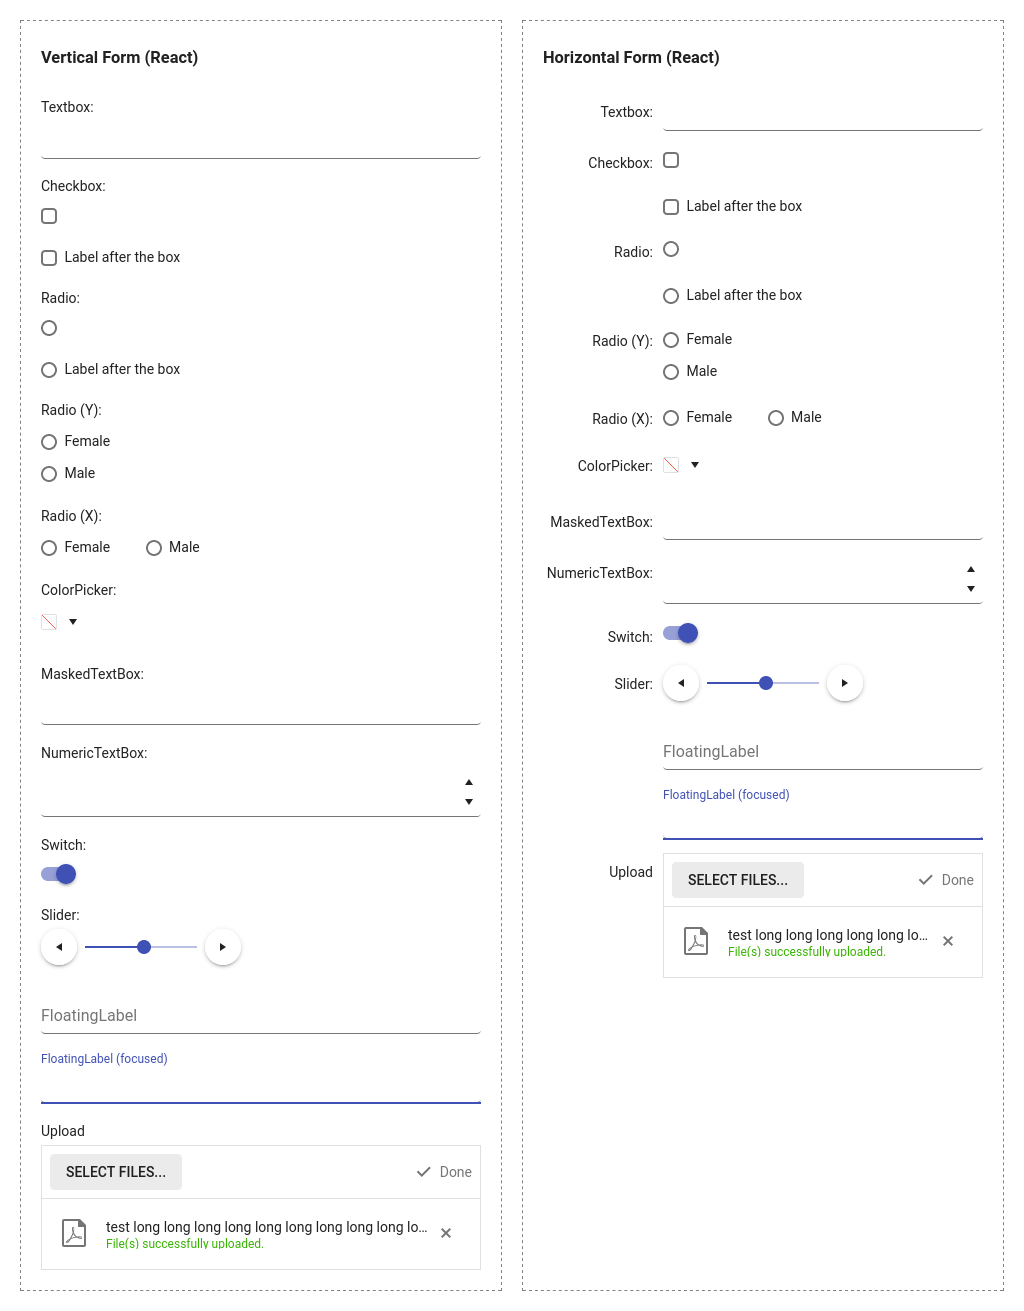 Vertical Form (React)
Textbox:
Checkbox:
Label after the box
Radio:
Label after the box
Radio (Y):
Female
Male
Radio (X):
Female Male
ColorPicker:
MaskedTextBox:
NumericTextBox:
Switch:
Slider:
FloatingLabel
FloatingLabel (focused)
Upload
SELECT FILES... Done
test long long long long long long long long long lo...
File(s) successfully uploaded.
Horizontal Form (React)
Textbox:
Checkbox:
Label after the box
Radio:
Label after the box
Radio (Y): Female
Male
Radio (X): Female Male
ColorPicker:
MaskedTextBox:
NumericTextBox:
Switch:
Slider:
FloatingLabel
FloatingLabel (focused)
Upload SELECT FILES... Done
test long long long long long lo...
File(s) successfully uploaded.